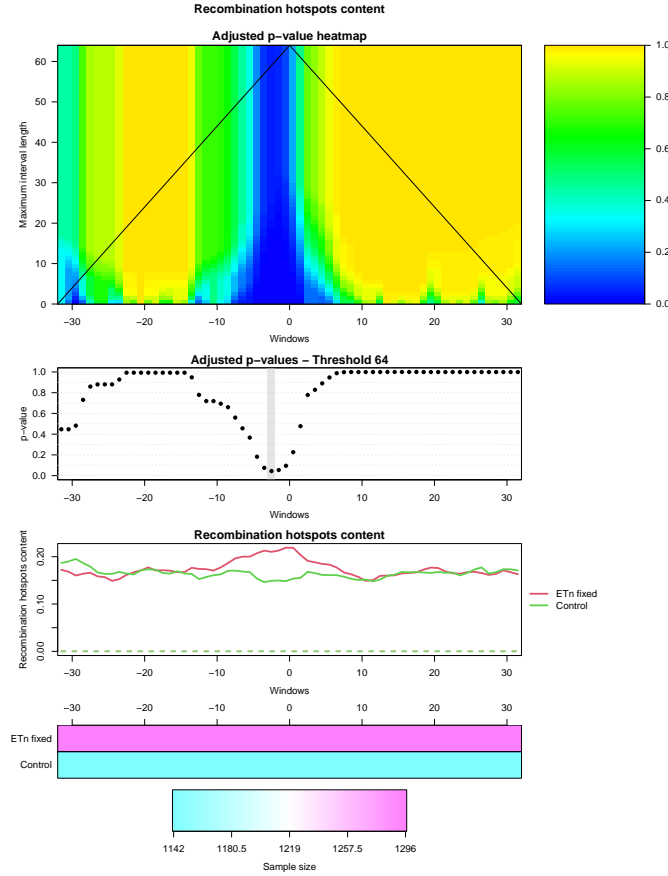 Recombination hotspots content
Adjusted p−value heatmap
Maximum interval length
60
50
40
30
20
10
0
−30 −20 −10 0 10 20 30
Windows
1.0
0.8
0.6
0.4
0.2
0.0
Adjusted p−values − Threshold 64
p−value
1.0
0.8
0.6
0.4
0.2
0.0
−30 −20 −10 0 10 20 30
Windows
Recombination hotspots content
Recombination hotspots content
0.20
0.10
0.00
−30 −20 −10 0 10 20 30
Windows
ETn fixed
Control
−30 −20 −10 0 10 20 30
ETn fixed
Control
1142 1180.5 1219 1257.5 1296
Sample size